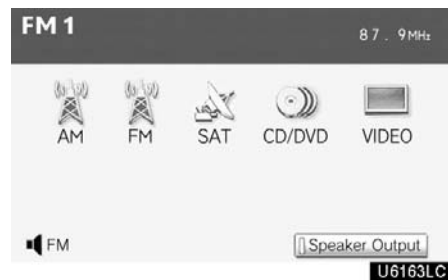 FM 1 87.9MHz
AM FM SAT CD/DVD VIDEO
FM Speaker Output
U6163LC